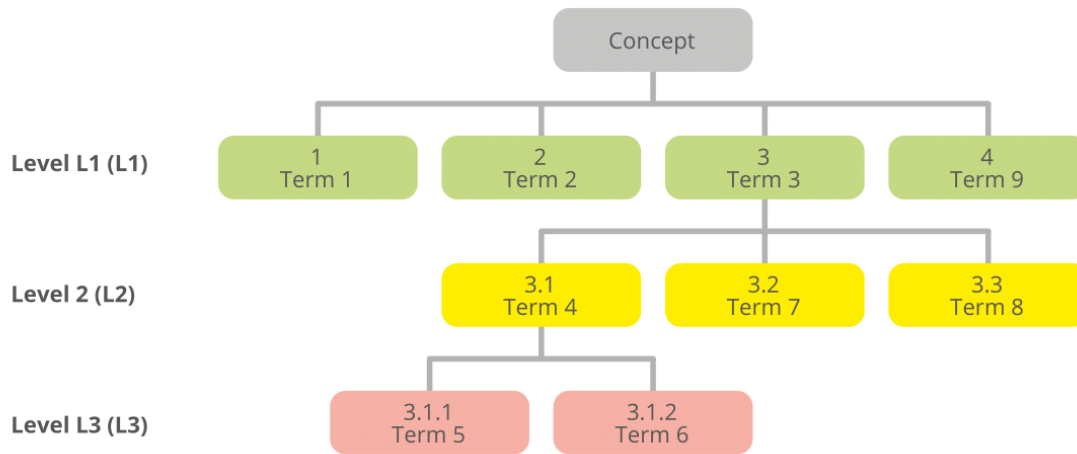 Concept
Level L1 (L1)
1
Term 1
2
Term 2
3
Term 3
4
Term 9
Level 2 (L2)
3.1
Term 4
3.2
Term 7
3.3
Term 8
Level L3 (L3)
3.1.1
Term 5
3.1.2
Term 6